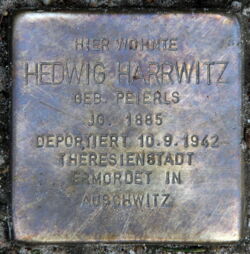 HIER WOHNTE
HEDWIG HARRWITZ
GEB. PEIERLS
JG. 1885
DEPORTIERT 10.9.1942
THERESIENSTADT
ERMORDET IN
AUSCHWITZ